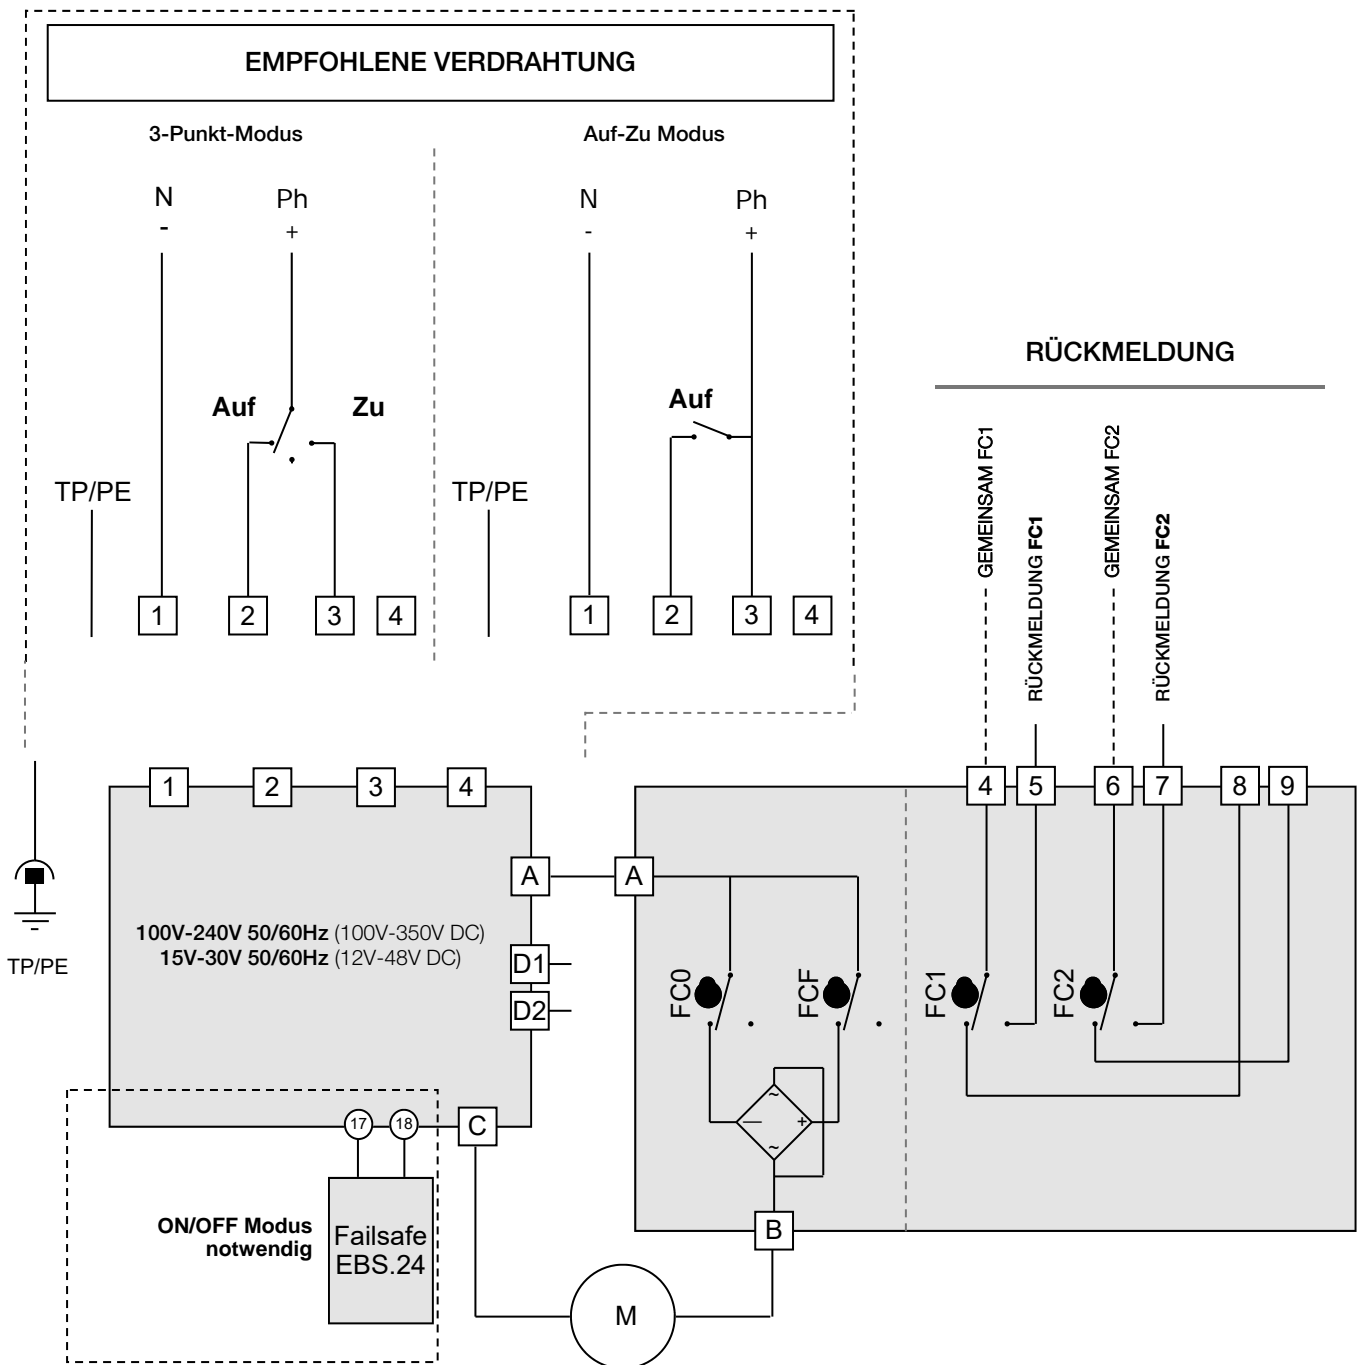 EMPFOHLENE VERDRAHTUNG
3-Punkt-Modus
Auf-Zu Modus
N
Ph
N
Ph
-
+
-
+
RÜCKMELDUNG
Auf
Zu
Auf
TP/PE
TP/PE
GEMEINSAM FC1
RÜCKMELDUNG FC1
GEMEINSAM FC2
RÜCKMELDUNG FC2
1
2
3
4
1
2
3
4
1
2
3
4
4
5
6
7
8
9
A
A
100V-240V 50/60Hz (100V-350V DC)
15V-30V 50/60Hz (12V-48V DC)
TP/PE
D1
D2
FC0
FCF
FC1
FC2
~
—
+
~
17
18
C
ON/OFF Modus
notwendig
Failsafe
EBS.24
B
M